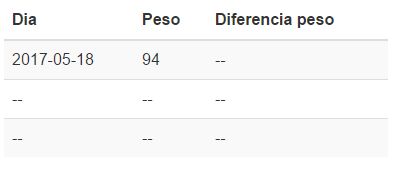 Dia Peso Diferencia peso
2017-05-18 94 --
-- -- --
-- -- --